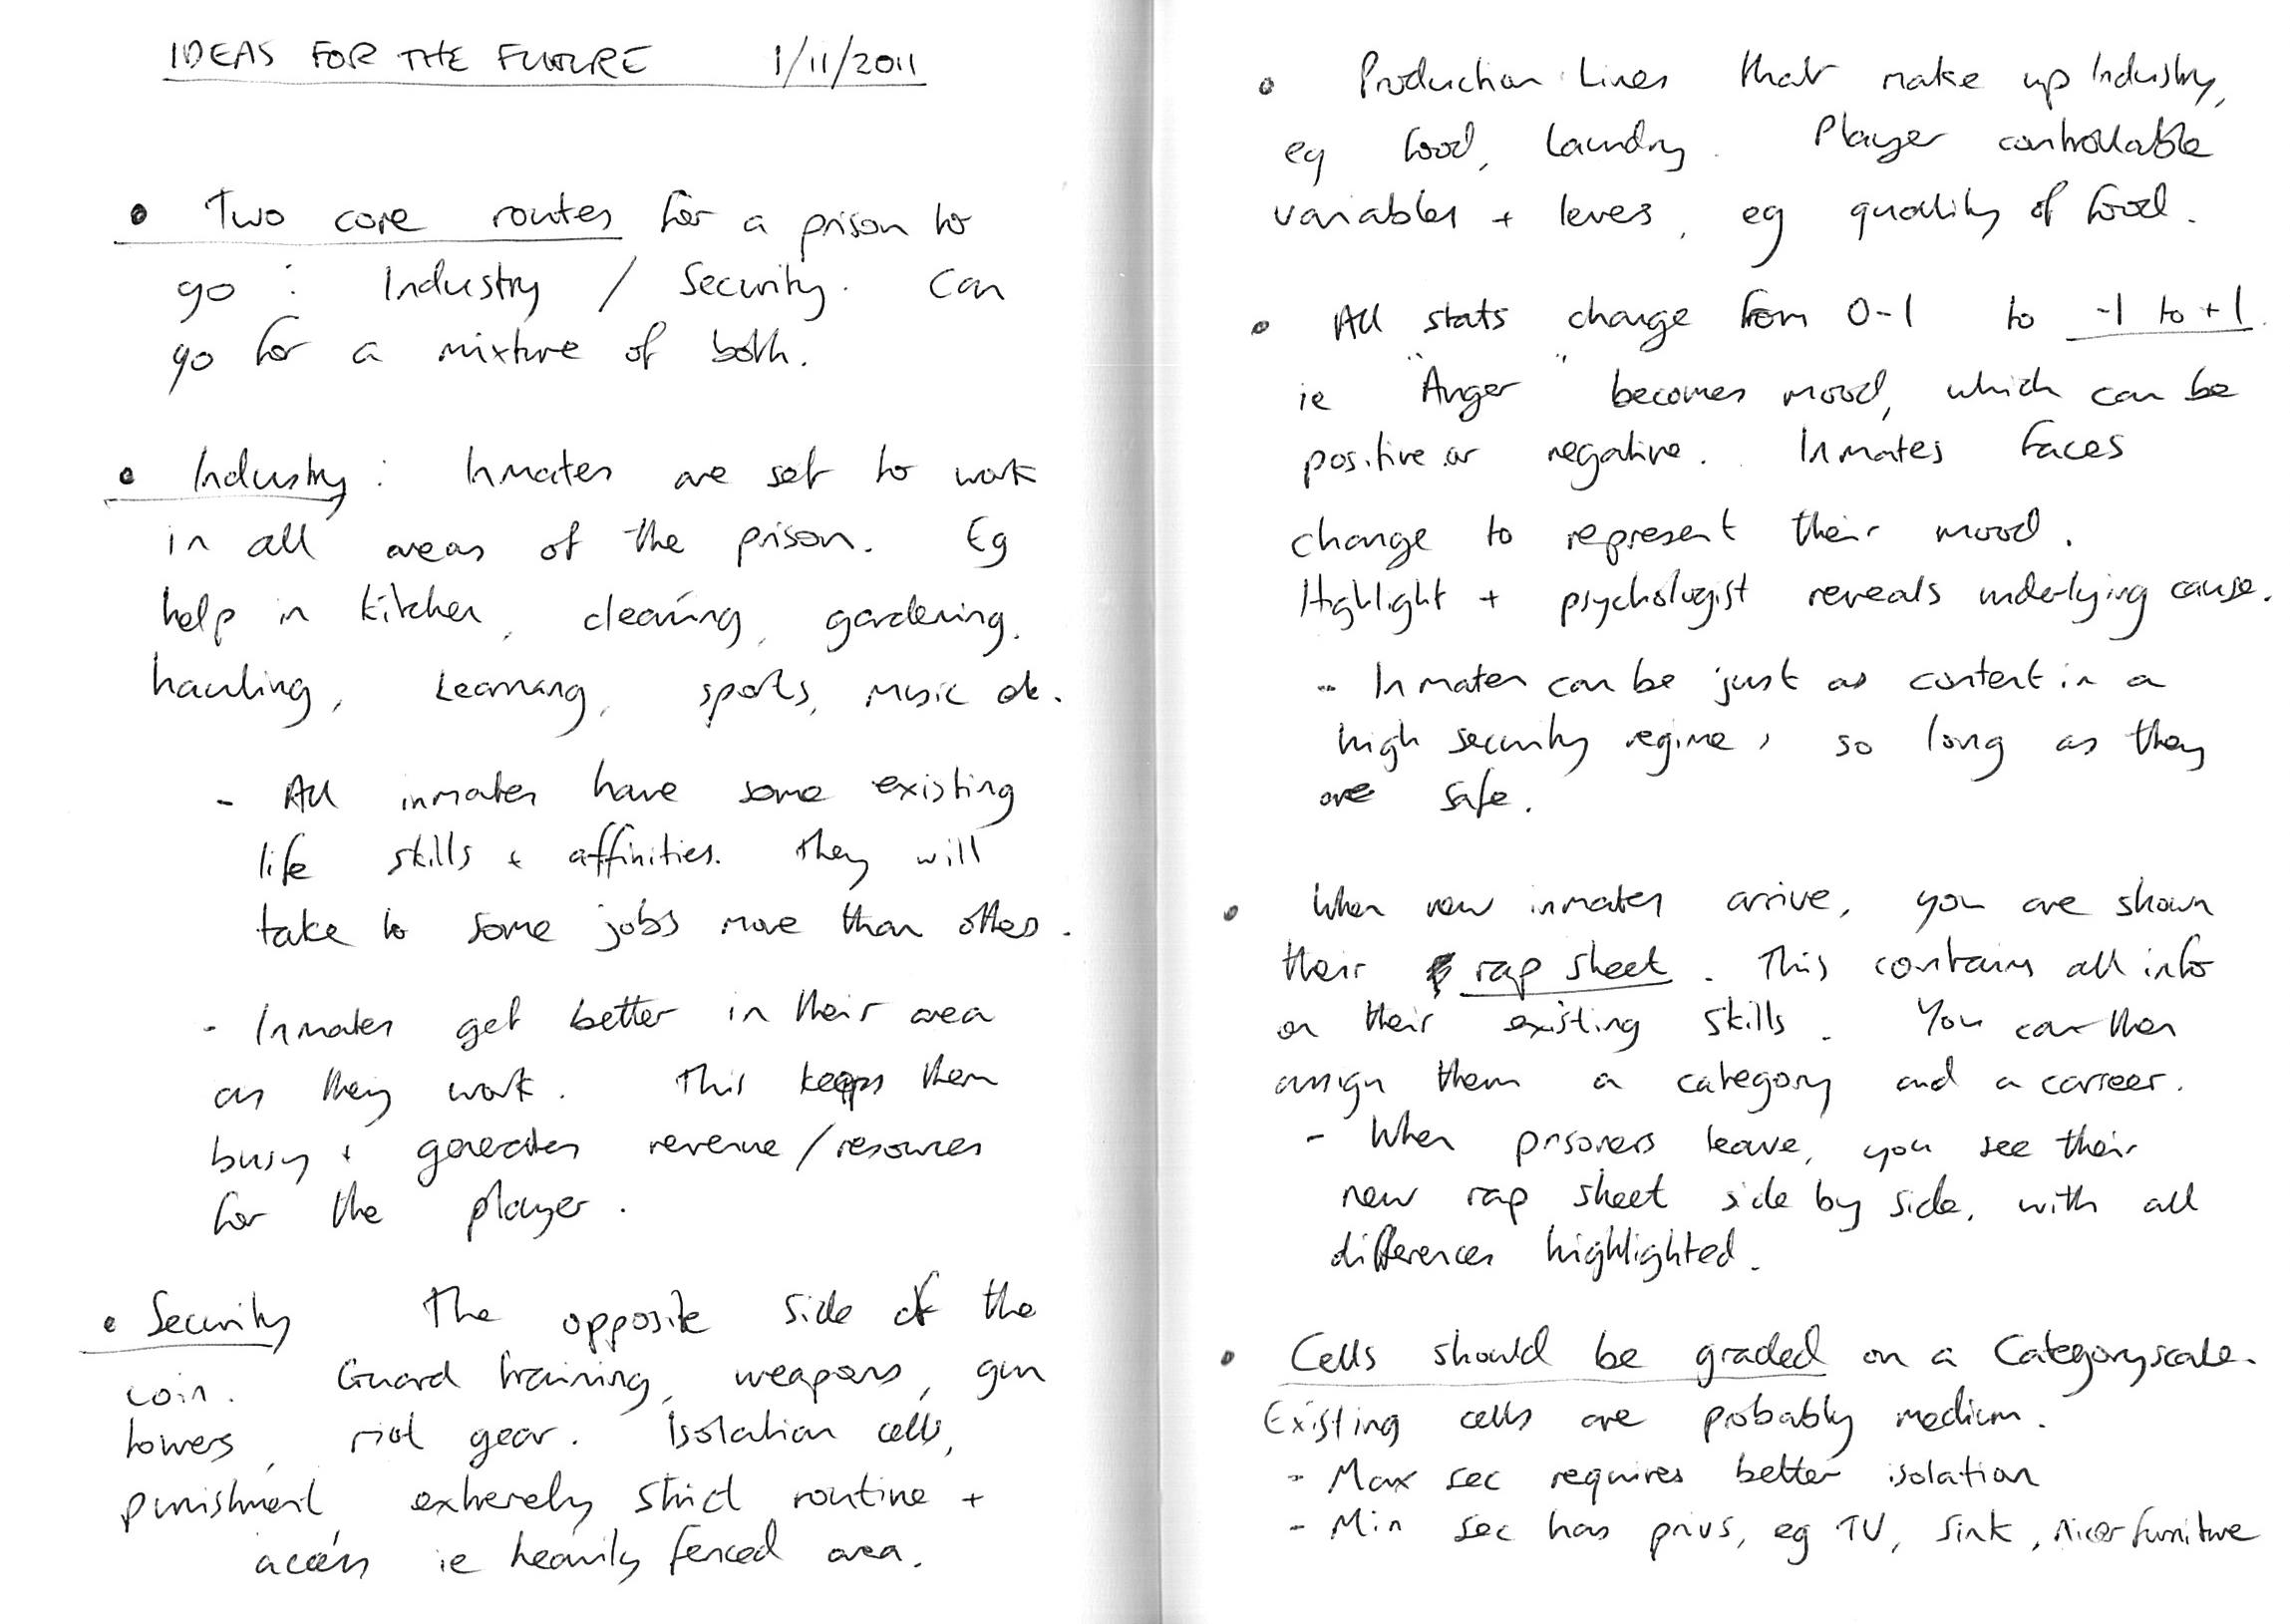 IDEAS FOR THE FUTURE 1/11/2011
• Two core routes for a prison to
go : Industry / Security. Can
go for a mixture of both.
• Industry : Inmates are set to work
in all areas of the prison. Eg
help in kitchen, cleaning, gardening,
hauling, Learning, sports, music etc.
- All inmates have some existing
life skills + affinities. They will
take to some jobs more than others.
- Inmates get better in their area
as they work. This keeps them
busy + generates revenue/resources
for the player.
• Security The opposite side of the
coin. Guard training, weapons, gun
towers, riot gear. Isolation cells,
punishment, extremely strict routine +
access ie heavily fenced area.
• Production Lines that make up Industry,
eg food, laundry. Player controllable
variables + levers, eg quality of food.
• All stats change from 0-1 to -1 to +1.
ie "Anger" becomes mood, which can be
positive or negative. Inmates faces
change to represent their mood.
Highlight + psychologist reveals underlying cause.
- Inmates can be just as content in a
high security regime, so long as they
are safe.
• When new inmates arrive, you are shown
their rap sheet. This contains all info
on their existing skills. You can then
assign them a category and a carreer.
- When prisoners leave, you see their
new rap sheet side by side, with all
differences highlighted.
• Cells should be graded on a Category scale.
Existing cells are probably medium.
- Max sec requires better isolation
- Min sec has privs, eg TV, sink, nicer furniture